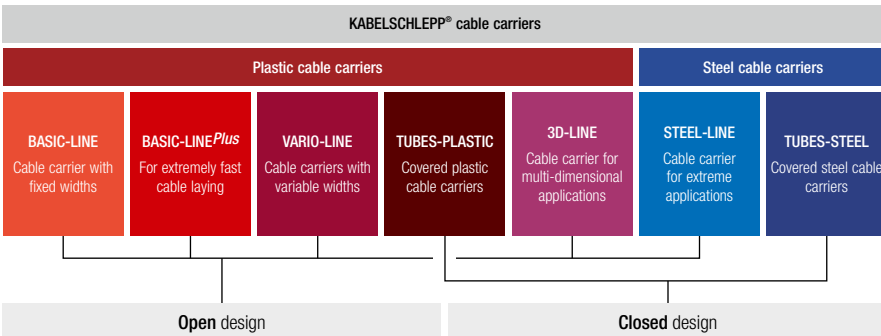 KABELSCHLEPP® cable carriers
Plastic cable carriers
Steel cable carriers
BASIC-LINE
Cable carrier with
fixed widths
BASIC-LINEPlus
For extremely fast
cable laying
VARIO-LINE
Cable carriers with
variable widths
TUBES-PLASTIC
Covered plastic
cable carriers
3D-LINE
Cable carrier for
multi-dimensional
applications
STEEL-LINE
Cable carrier
for extreme
applications
TUBES-STEEL
Covered steel cable
carriers
Open design
Closed design